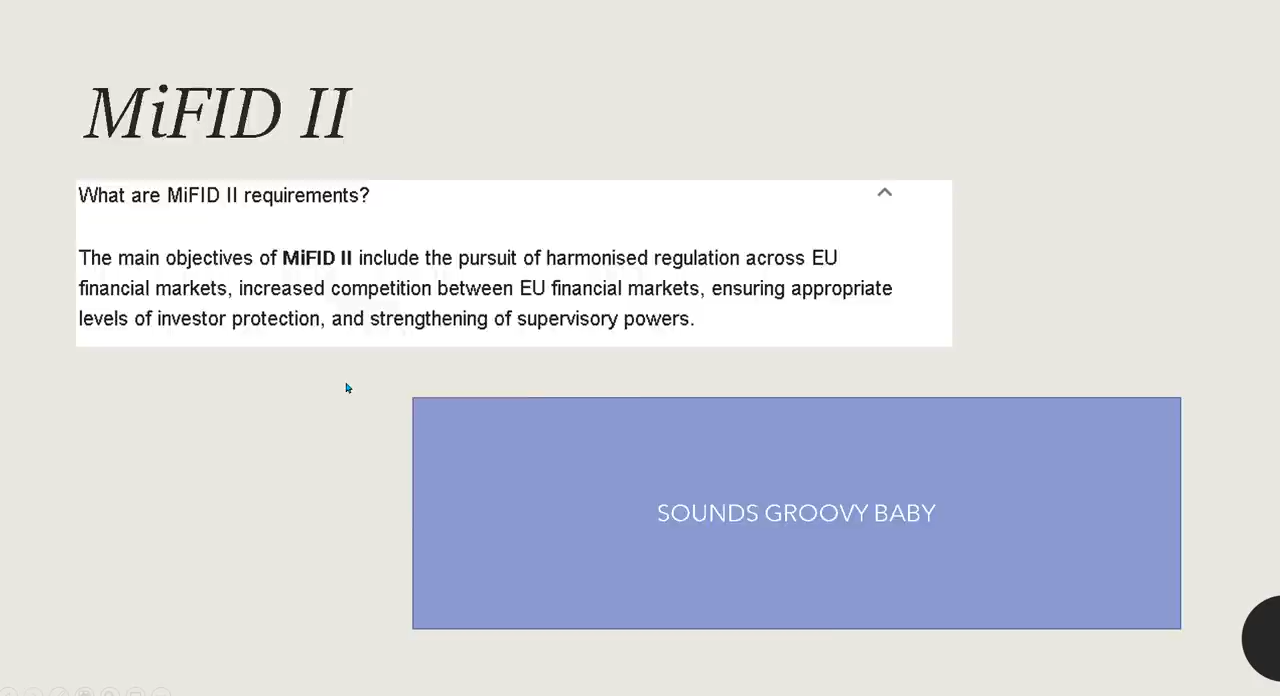 MiFID II
What are MiFID II requirements?
The main objectives of MiFID II include the pursuit of harmonised regulation across EU
financial markets, increased competition between EU financial markets, ensuring appropriate
levels of investor protection, and strengthening of supervisory powers.
SOUNDS GROOVY BABY